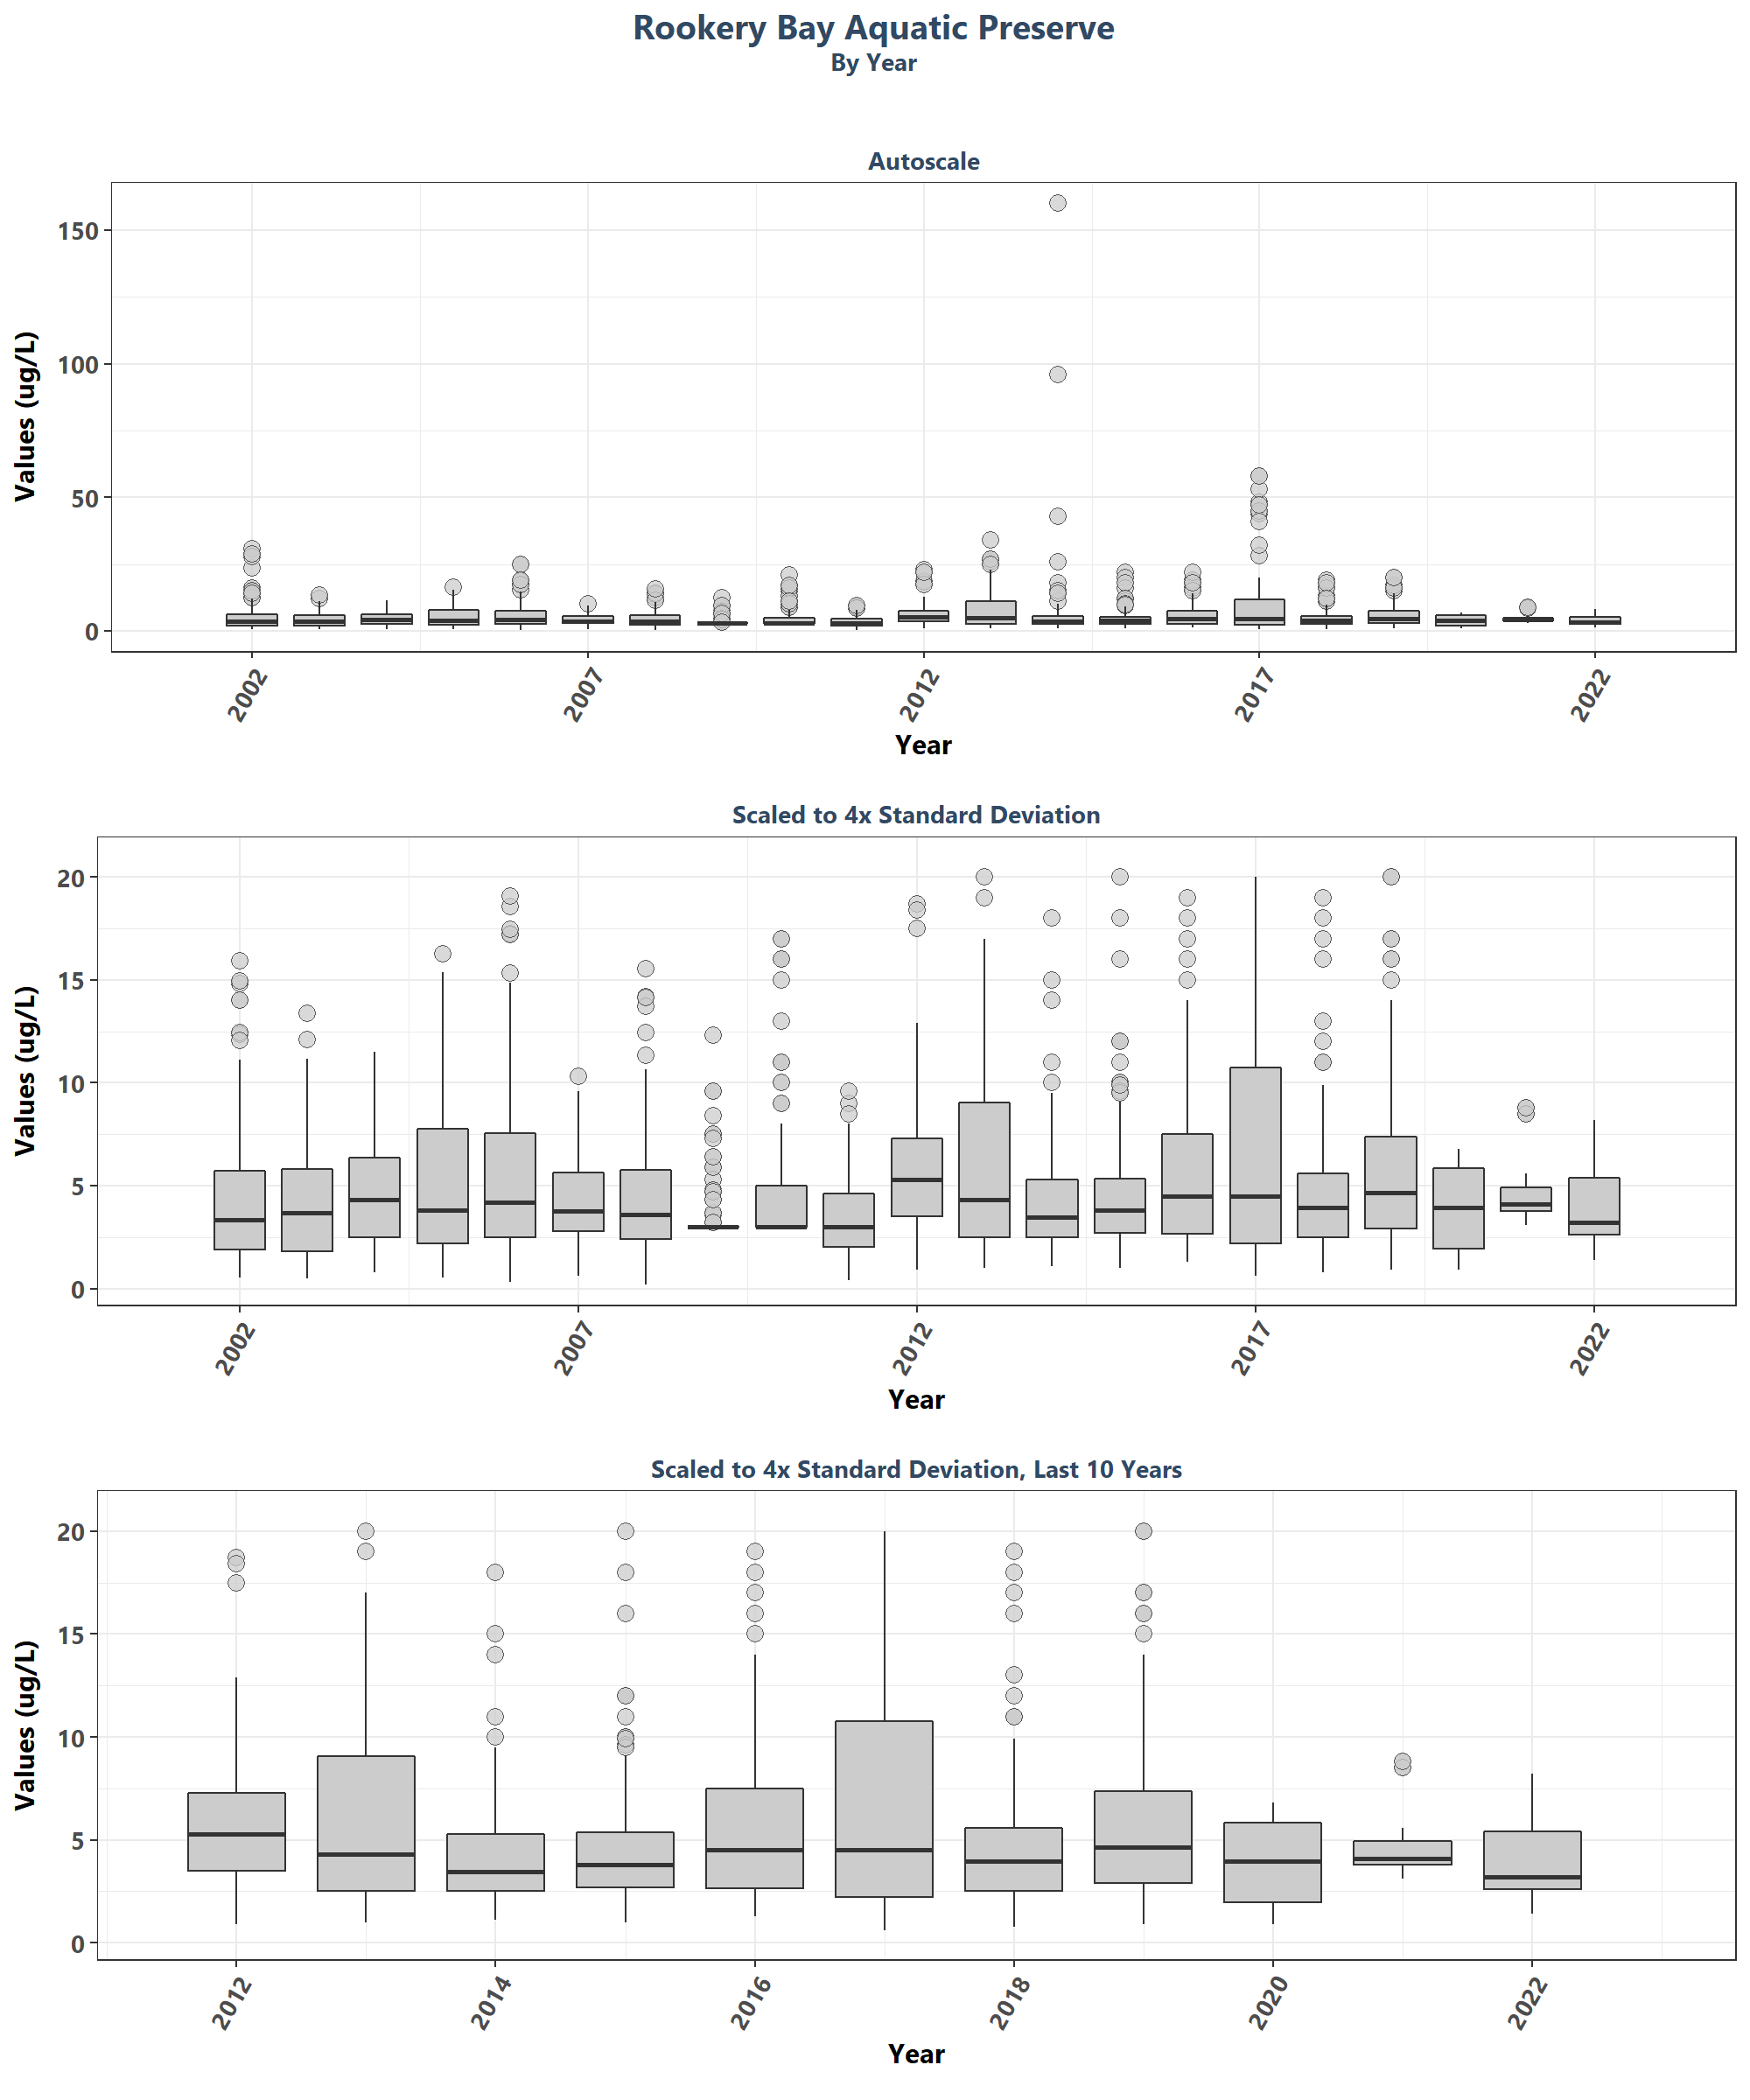 Rookery Bay Aquatic Preserve
By Year
Autoscale
Values (ug/L)
150
100
50
0
2002
2007
2012
2017
2022
Year
Scaled to 4x Standard Deviation
Values (ug/L)
20
15
10
5
0
2002
2007
2012
2017
2022
Year
Scaled to 4x Standard Deviation, Last 10 Years
Values (ug/L)
20
15
10
5
0
2012
2014
2016
2018
2020
2022
Year